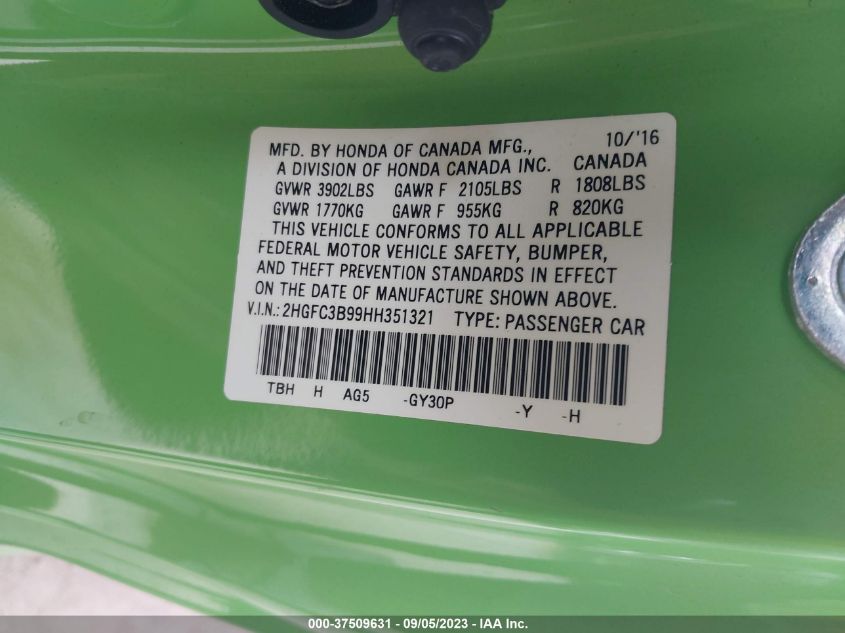 MFD. BY HONDA OF CANADA MFG., 10/'16
A DIVISION OF HONDA CANADA INC. CANADA
GVWR 3902LBS GAWR F 2105LBS R 1808LBS
GVWR 1770KG GAWR F 955KG R 820KG
THIS VEHICLE CONFORMS TO ALL APPLICABLE
FEDERAL MOTOR VEHICLE SAFETY, BUMPER,
AND THEFT PREVENTION STANDARDS IN EFFECT
ON THE DATE OF MANUFACTURE SHOWN ABOVE.
V.I.N.: 2HGFC3B99HH351321 TYPE: PASSENGER CAR
TBH H AG5 -GY30P -Y -H
000-37509631 - 09/05/2023 - IAA Inc.